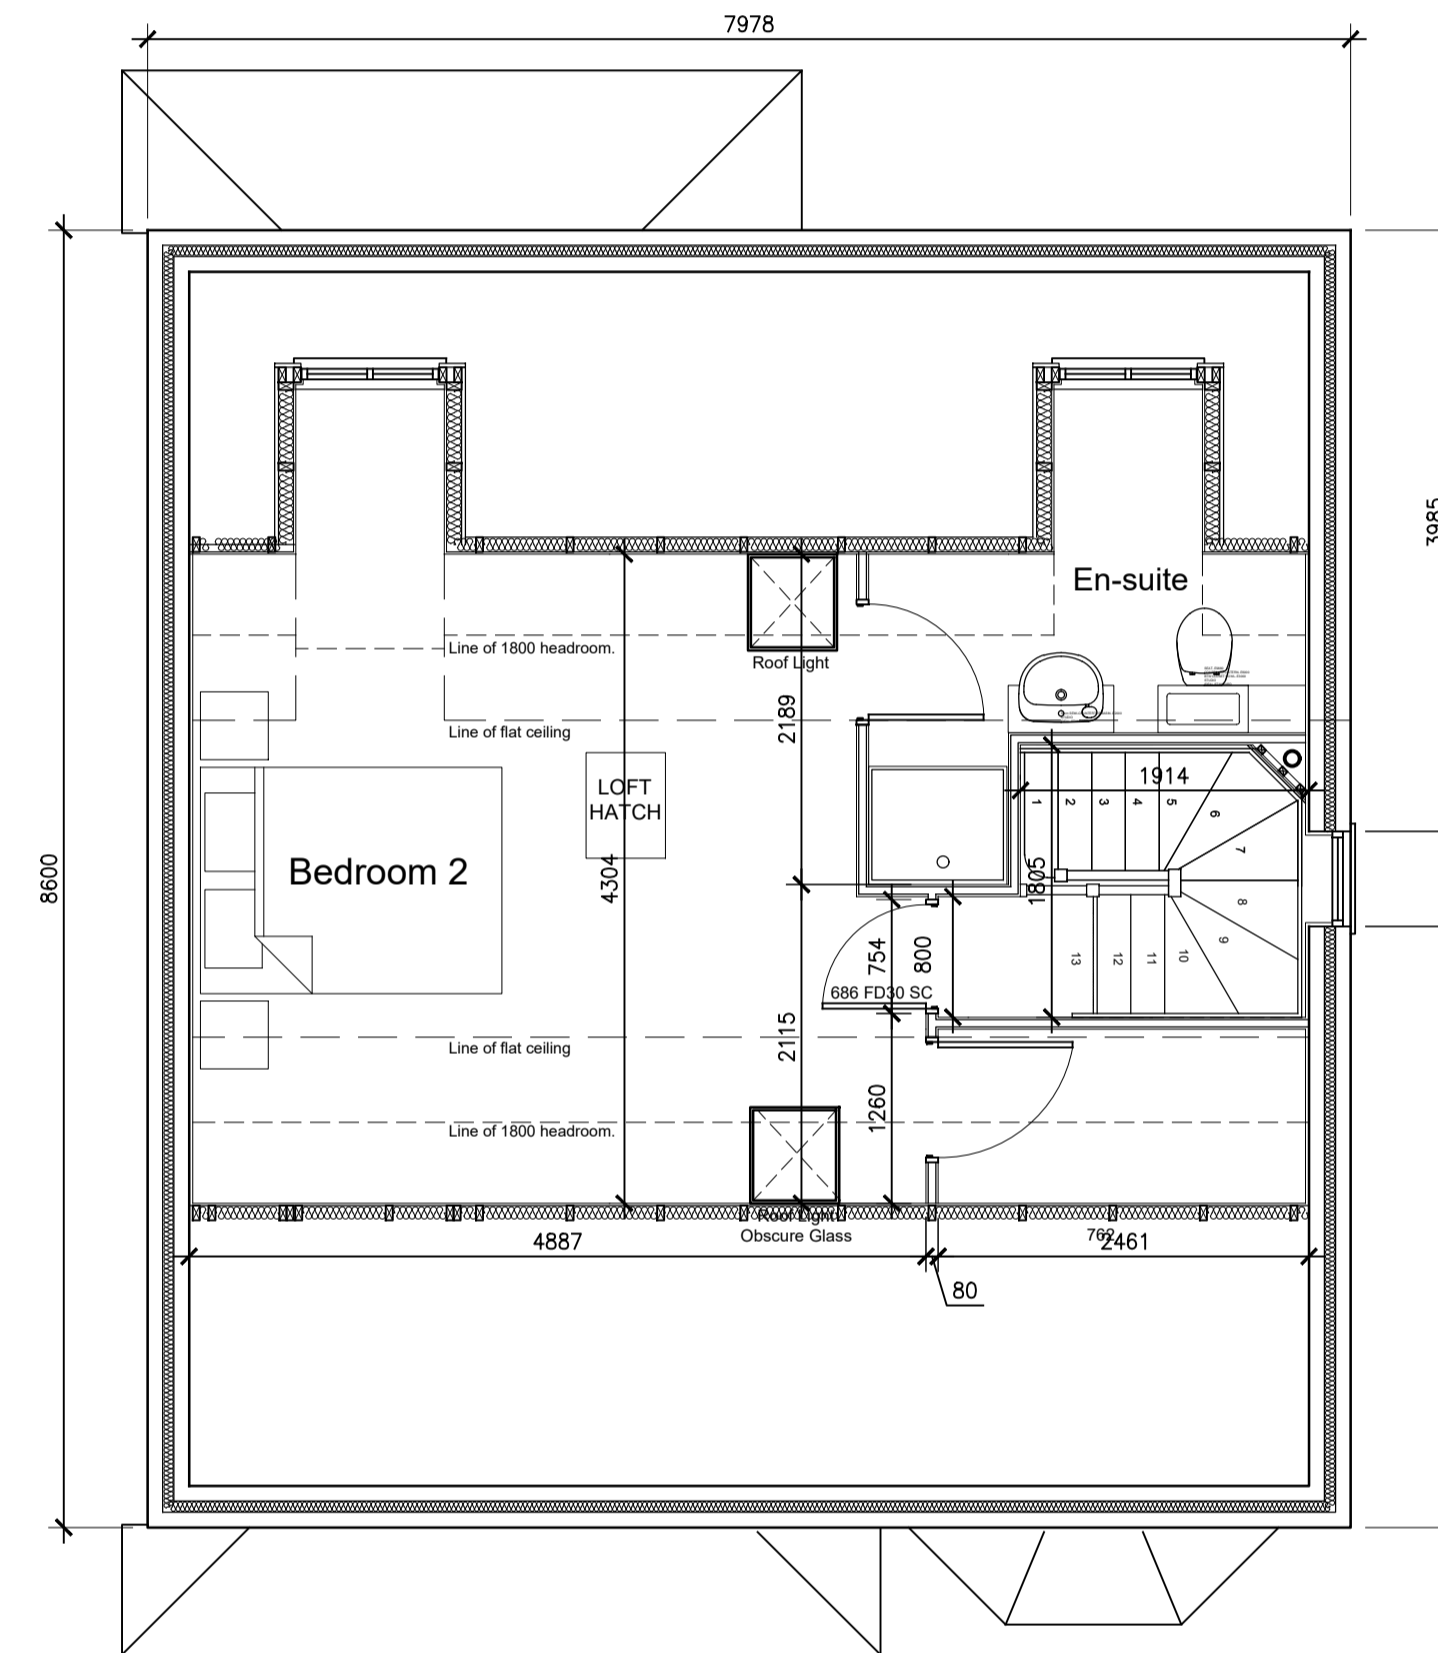 7978
8600
3985
En-suite
Line of 1800 headroom.
Roof Light
2189
Line of flat ceiling
LOFT
HATCH
1914
1
2
3
4
5
6
7
8
9
10
11
12
13
Bedroom 2
4304
1805
754
800
686 FD30 SC
2115
Line of flat ceiling
1260
Line of 1800 headroom.
Roof Light
Obscure Glass
762
4887
2461
80